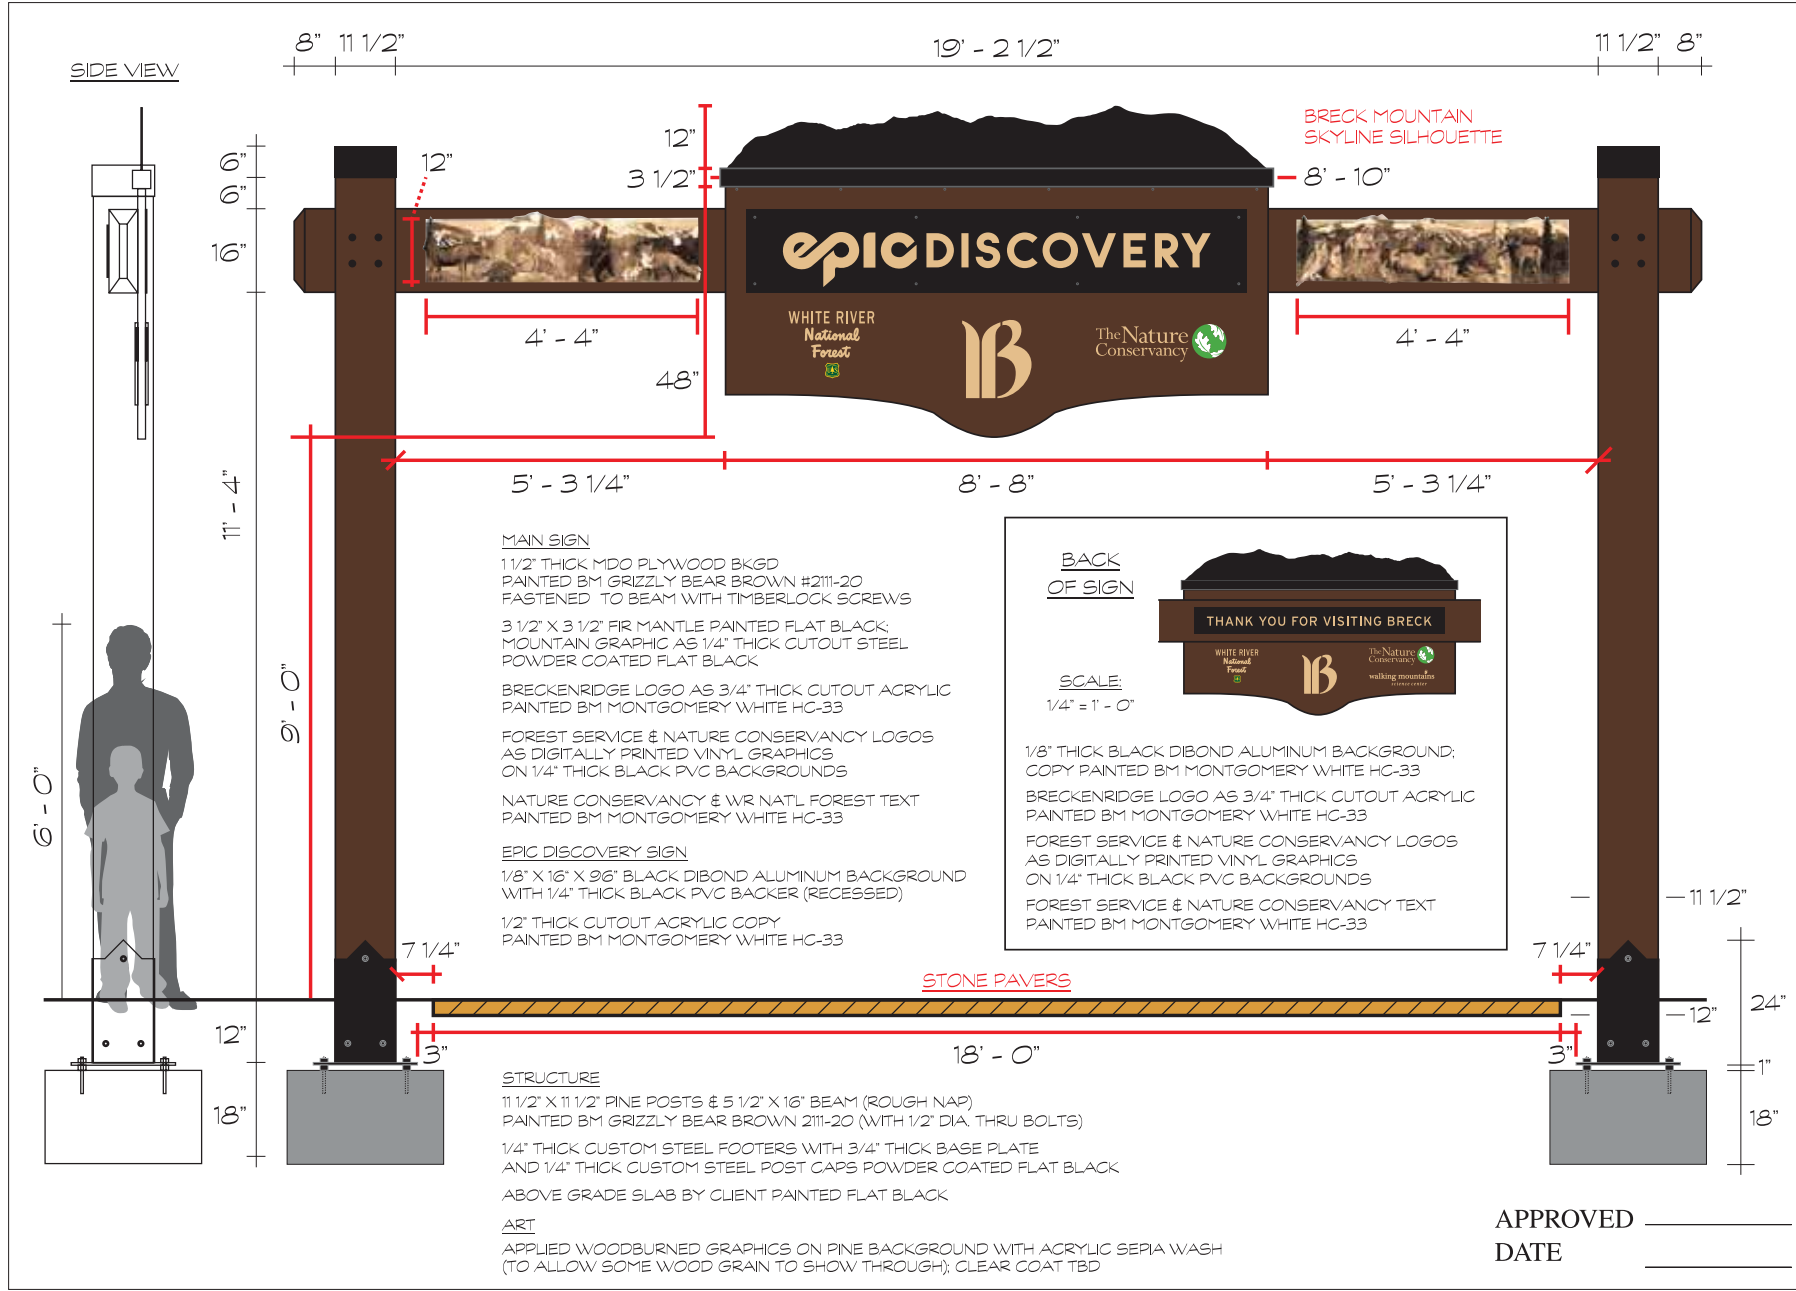 8" 11 1/2" 19' - 2 1/2" 11 1/2" 8"
SIDE VIEW
BRECK MOUNTAIN
SKYLINE SILHOUETTE
12"
3 1/2"
8' - 10"
6"
6"
16"
12"
epic DISCOVERY
4' - 4"
4' - 4"
WHITE RIVER
National
Forest
B
The Nature
Conservancy
48"
5' - 3 1/4" 8' - 8" 5' - 3 1/4"
11' - 4"
9' - 0"
6' - 0"
MAIN SIGN
1 1/2" THICK MDO PLYWOOD BKGD
PAINTED BM GRIZZLY BEAR BROWN #2111-20
FASTENED TO BEAM WITH TIMBERLOCK SCREWS
3 1/2" X 3 1/2" FIR MANTLE PAINTED FLAT BLACK;
MOUNTAIN GRAPHIC AS 1/4" THICK CUTOUT STEEL
POWDER COATED FLAT BLACK
BRECKENRIDGE LOGO AS 3/4" THICK CUTOUT ACRYLIC
PAINTED BM MONTGOMERY WHITE HC-33
FOREST SERVICE & NATURE CONSERVANCY LOGOS
AS DIGITALLY PRINTED VINYL GRAPHICS
ON 1/4" THICK BLACK PVC BACKGROUNDS
NATURE CONSERVANCY & WR NATL FOREST TEXT
PAINTED BM MONTGOMERY WHITE HC-33
EPIC DISCOVERY SIGN
1/8" X 16" X 96" BLACK DIBOND ALUMINUM BACKGROUND
WITH 1/4" THICK BLACK PVC BACKER (RECESSED)
1/2" THICK CUTOUT ACRYLIC COPY
PAINTED BM MONTGOMERY WHITE HC-33
BACK
OF SIGN
SCALE:
1/4" = 1' - 0"
THANK YOU FOR VISITING BRECK
WHITE RIVER
National
Forest
B
The Nature
Conservancy
walking mountains
science center
1/8" THICK BLACK DIBOND ALUMINUM BACKGROUND;
COPY PAINTED BM MONTGOMERY WHITE HC-33
BRECKENRIDGE LOGO AS 3/4" THICK CUTOUT ACRYLIC
PAINTED BM MONTGOMERY WHITE HC-33
FOREST SERVICE & NATURE CONSERVANCY LOGOS
AS DIGITALLY PRINTED VINYL GRAPHICS
ON 1/4" THICK BLACK PVC BACKGROUNDS
FOREST SERVICE & NATURE CONSERVANCY TEXT
PAINTED BM MONTGOMERY WHITE HC-33
11 1/2"
7 1/4"
7 1/4"
STONE PAVERS
24"
12"
12"
3" 18' - 0" 3"
1"
18"
18"
STRUCTURE
11 1/2" X 11 1/2" PINE POSTS & 5 1/2" X 16" BEAM (ROUGH NAP)
PAINTED BM GRIZZLY BEAR BROWN 2111-20 (WITH 1/2" DIA. THRU BOLTS)
1/4" THICK CUSTOM STEEL FOOTERS WITH 3/4" THICK BASE PLATE
AND 1/4" THICK CUSTOM STEEL POST CAPS POWDER COATED FLAT BLACK
ABOVE GRADE SLAB BY CLIENT PAINTED FLAT BLACK
ART
APPLIED WOODBURNED GRAPHICS ON PINE BACKGROUND WITH ACRYLIC SEPIA WASH
(TO ALLOW SOME WOOD GRAIN TO SHOW THROUGH); CLEAR COAT TBD
APPROVED
DATE